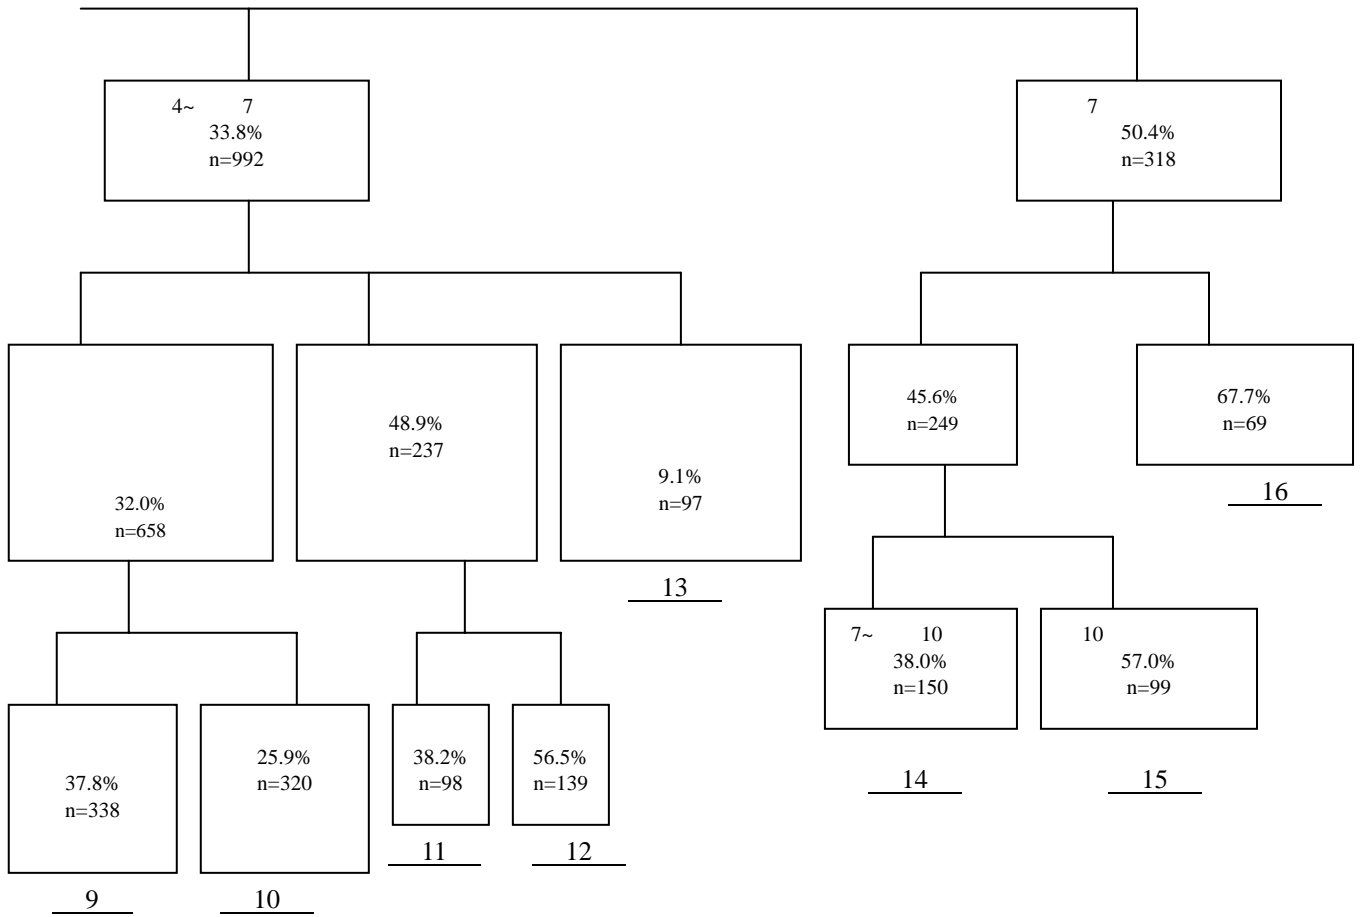 4~ 7
33.8%
n=992
7
50.4%
n=318
32.0%
n=658
48.9%
n=237
9.1%
n=97
13
45.6%
n=249
67.7%
n=69
16
37.8%
n=338
9
25.9%
n=320
10
38.2%
n=98
11
56.5%
n=139
12
7~ 10
38.0%
n=150
14
10
57.0%
n=99
15